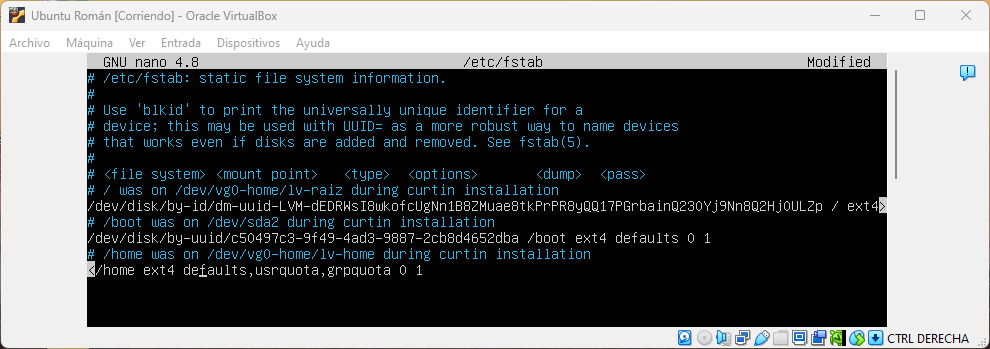 Ubuntu Román [Corriendo] - Oracle VirtualBox
Archivo Máquina Ver Entrada Dispositivos Ayuda
GNU nano 4.8 /etc/fstab Modified
# /etc/fstab: static file system information.
#
# Use 'blkid' to print the universally unique identifier for a
# device; this may be used with UUID= as a more robust way to name devices
# that works even if disks are added and removed. See fstab(5).
#
# <file system> <mount point> <type> <options> <dump> <pass>
# / was on /dev/vg0-home/lv-raiz during curtin installation
/dev/disk/by-id/dm-uuid-LVM-dEDRWsI8wkofcUgNn1B8ZMuae8tkPrPR8yQQ17PGrbainQ230Yj9Nn8Q2HjOULZp / ext4>
# /boot was on /dev/sda2 during curtin installation
/dev/disk/by-uuid/c50497c3-9f49-4ad3-9887-2cb8d4652dba /boot ext4 defaults 0 1
# /home was on /dev/vg0-home/lv-home during curtin installation
</home ext4 defaults,usrquota,grpquota 0 1
CTRL DERECHA